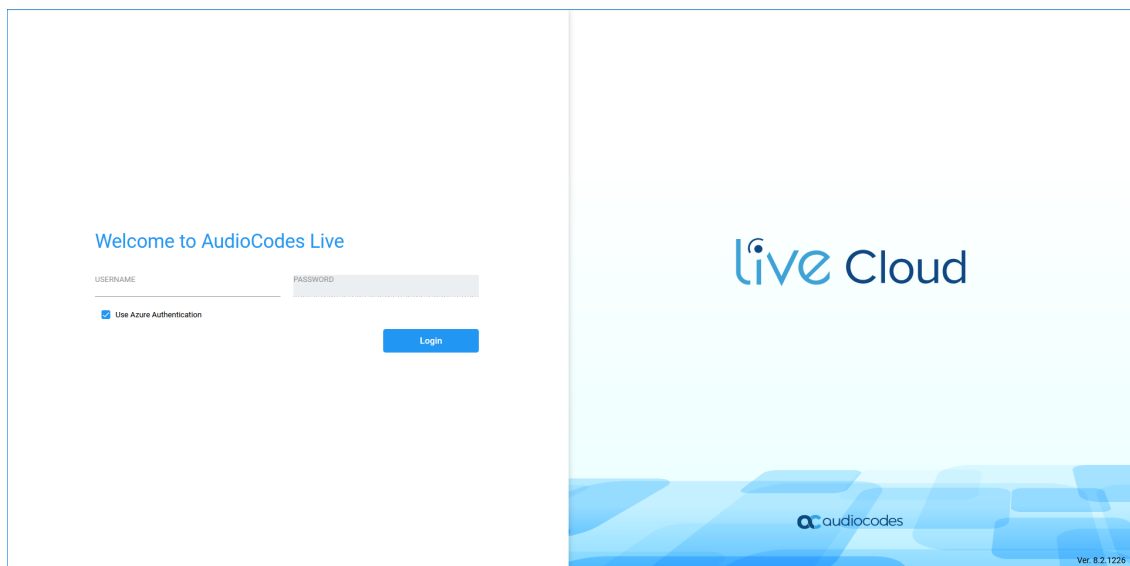 Welcome to AudioCodes Live
USERNAME
PASSWORD
Use Azure Authentication
Login
live Cloud
audiocodes
Ver. 8.2.1226